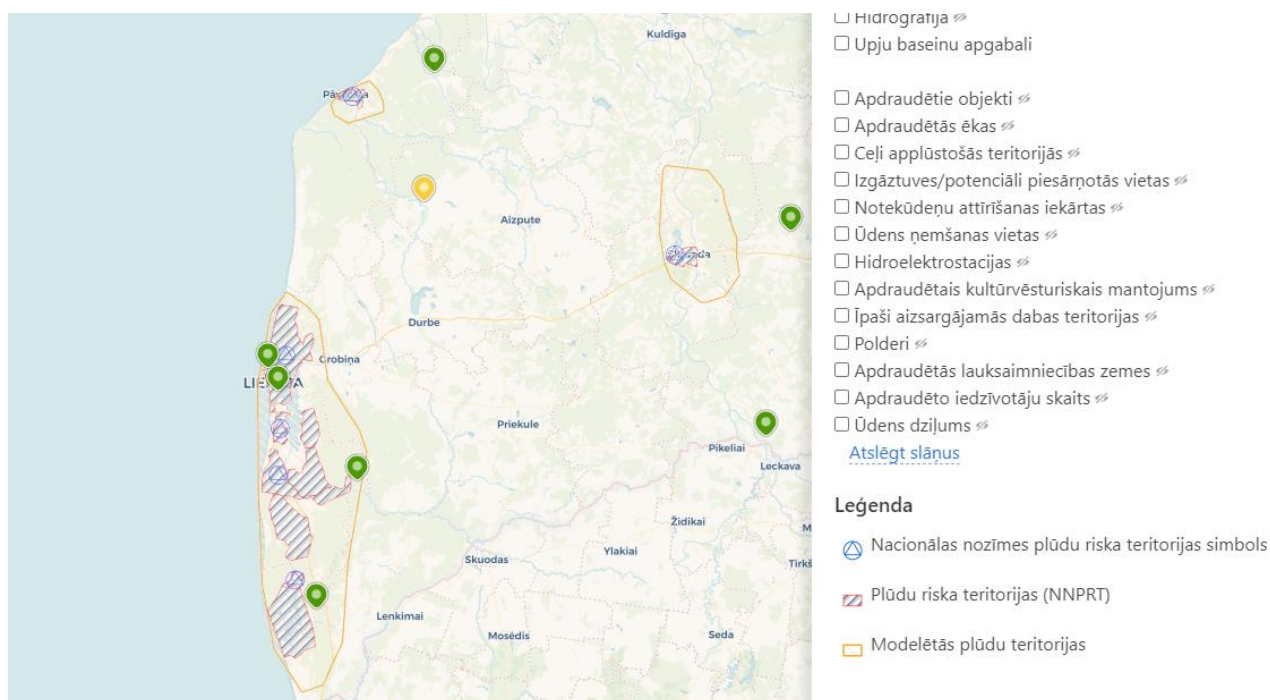 Kuldīga
Aizpute
Durbe
Grobiņa
Priekule
Pikeliai
Leckava
Židikai
Ylakiai
Skuodas
Lenkimai
Mosėdis
Seda
☐ Hidrogrāfija
☐ Upju baseinu apgabali
☐ Apdraudētie objekti
☐ Apdraudētās ēkas
☐ Ceļi applūstošās teritorijās
☐ Izgāztuves/potenciāli piesārņotās vietas
☐ Notekūdeņu attīrīšanas iekārtas
☐ Ūdens ņemšanas vietas
☐ Hidroelektrostacijas
☐ Apdraudētais kultūrvēsturiskais mantojums
☐ Īpaši aizsargājamās dabas teritorijas
☐ Polderi
☐ Apdraudētās lauksaimniecības zemes
☐ Apdraudēto iedzīvotāju skaits
☐ Ūdens dziļums
Atslēgt slāņus
Leģenda
Nacionālas nozīmes plūdu riska teritorijas simbols
Plūdu riska teritorijas (NNPRT)
Modelētās plūdu teritorijas